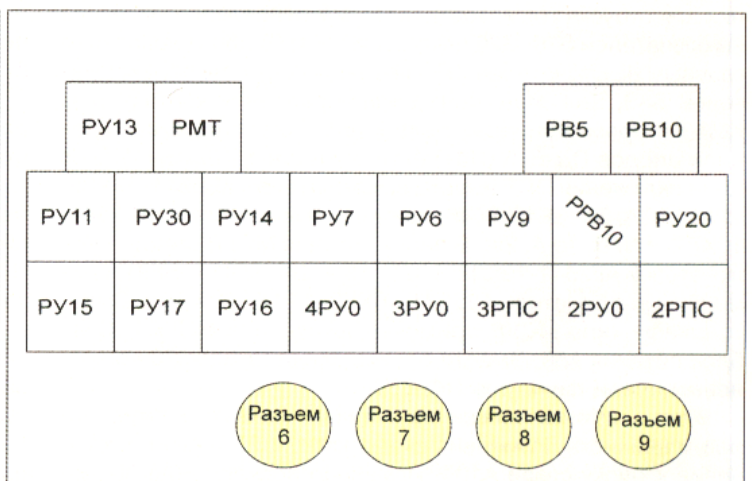 РУ13 РМТ РВ5 РВ10
РУ11 РУ30 РУ14 РУ7 РУ6 РУ9 РРВ10 РУ20
РУ15 РУ17 РУ16 4РУ0 3РУ0 3РПС 2РУ0 2РПС
Разъем 6
Разъем 7
Разъем 8
Разъем 9